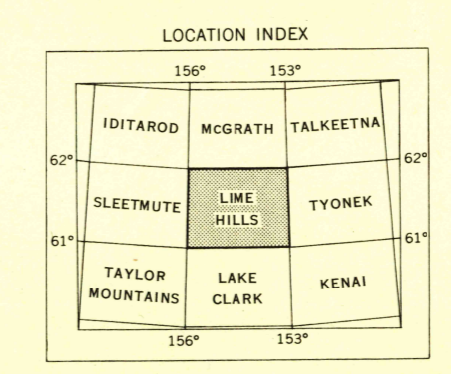 LOCATION INDEX
156° 153°
IDITAROD McGRATH TALKEETNA
62° 62°
SLEETMUTE LIME HILLS TYONEK
61° 61°
TAYLOR MOUNTAINS LAKE CLARK KENAI
156° 153°